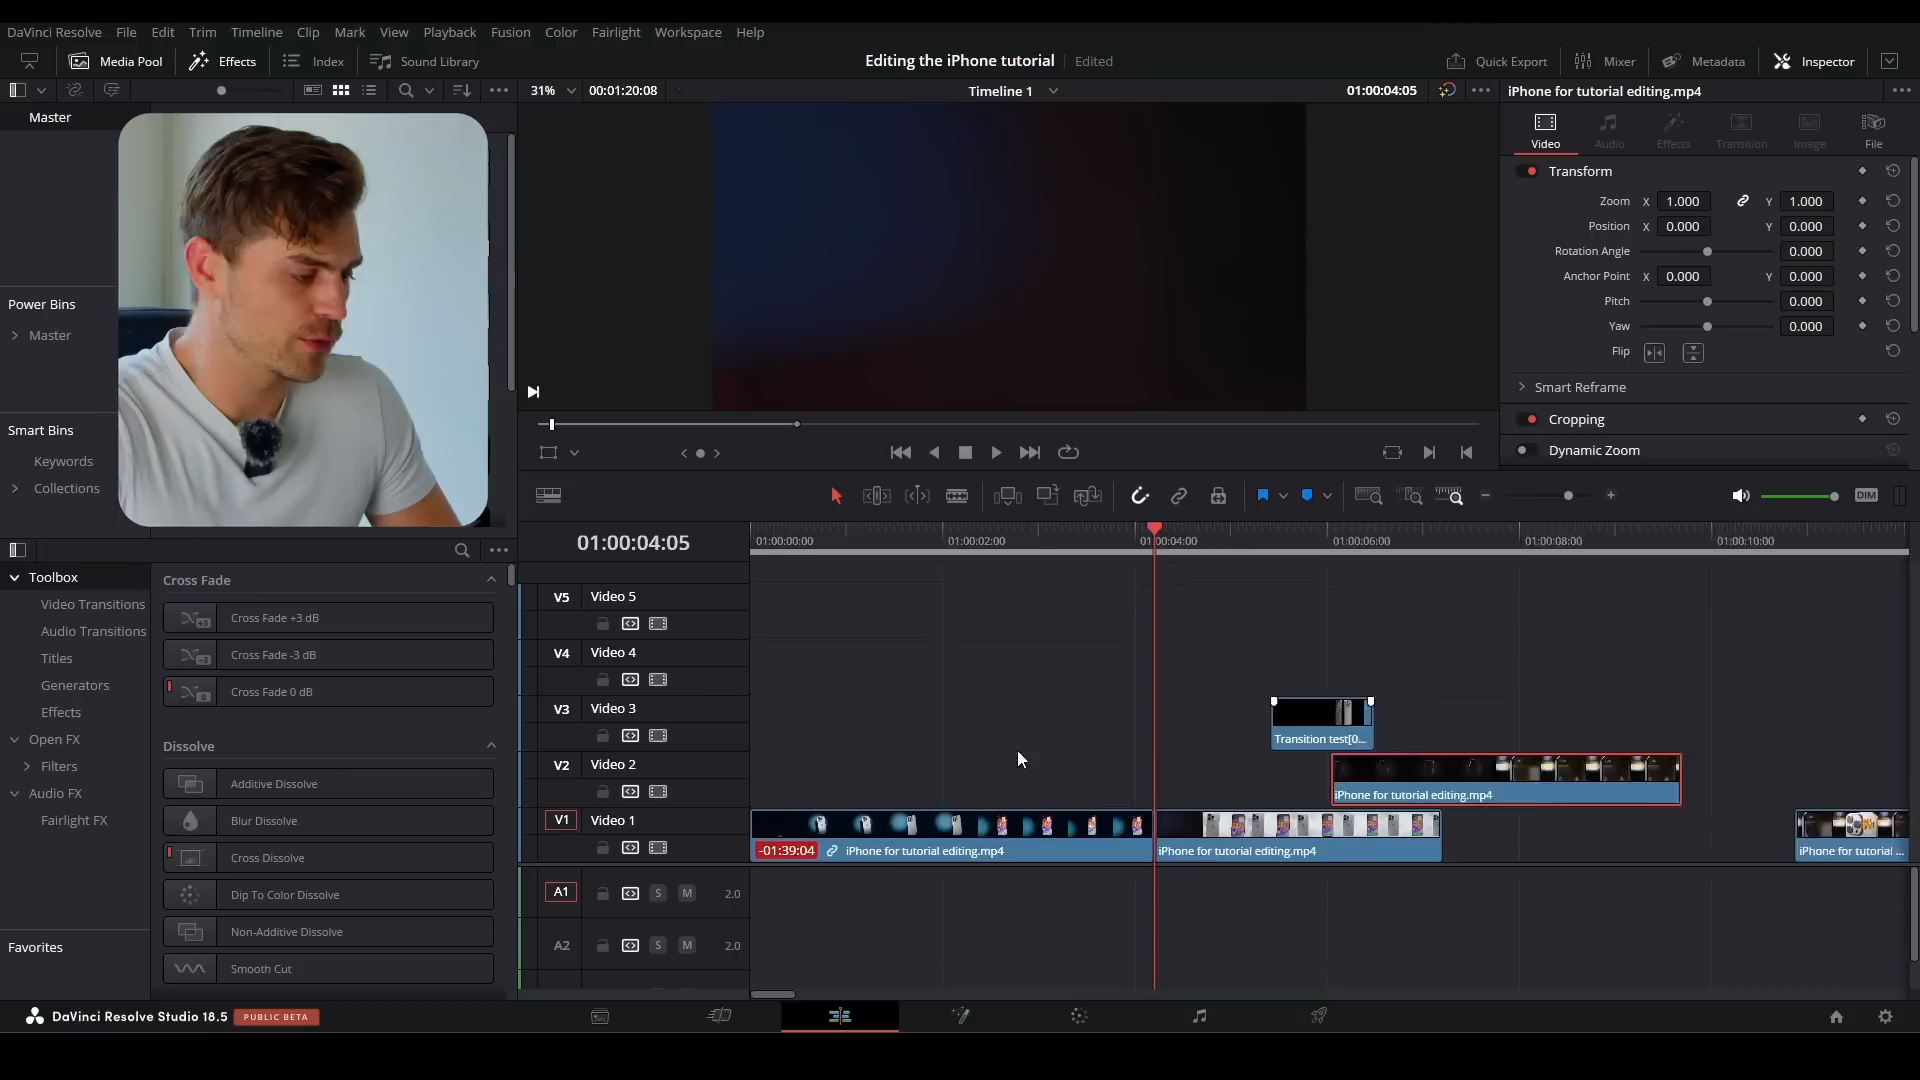 DaVinci Resolve File Edit Trim Timeline Clip Mark View Playback Fusion Color Fairlight Workspace Help
Media Pool Effects Index Sound Library Editing the iPhone tutorial Edited Quick Export Mixer Metadata Inspector
31% 00:01:20:08 Timeline 1 01:00:04:05 iPhone for tutorial editing.mp4
Master
Power Bins
Master
Smart Bins
Keywords
Collections
Video Audio Effects Transition Image File
Transform
Zoom X 1.000 Y 1.000
Position X 0.000 Y 0.000
Rotation Angle 0.000
Anchor Point X 0.000 Y 0.000
Pitch 0.000
Yaw 0.000
Flip
Smart Reframe
Cropping
Dynamic Zoom
DIM
Toolbox
Video Transitions
Audio Transitions
Titles
Generators
Effects
Open FX
Filters
Audio FX
Fairlight FX
Favorites
Cross Fade
Cross Fade +3 dB
Cross Fade -3 dB
Cross Fade 0 dB
Dissolve
Additive Dissolve
Blur Dissolve
Cross Dissolve
Dip To Color Dissolve
Non-Additive Dissolve
Smooth Cut
01:00:04:05 01:00:00:00 01:00:02:00 01:00:04:00 01:00:06:00 01:00:08:00 01:00:10:00
V5 Video 5
V4 Video 4
V3 Video 3
Transition test[0...
V2 Video 2
iPhone for tutorial editing.mp4
V1 Video 1
-01:39:04 iPhone for tutorial editing.mp4 iPhone for tutorial editing.mp4 iPhone for tutorial ...
A1 S M 2.0
A2 S M 2.0
DaVinci Resolve Studio 18.5 PUBLIC BETA